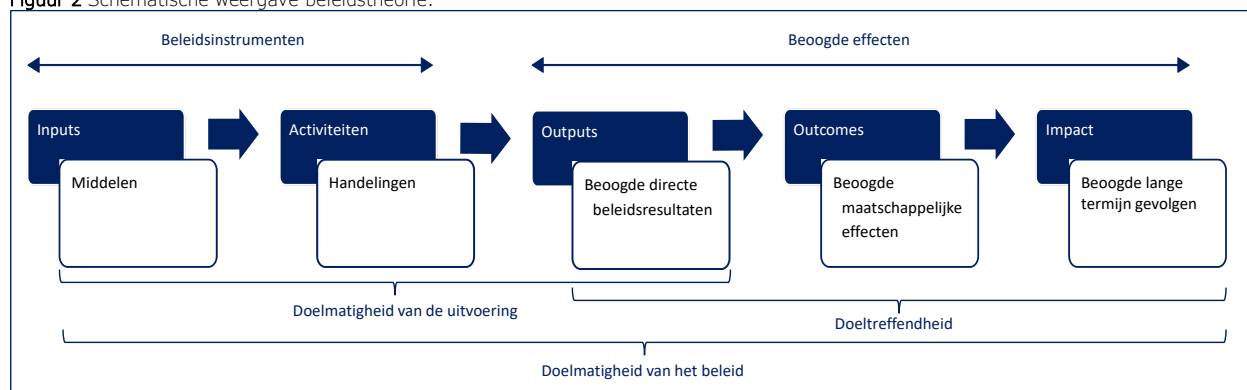 Figuur 2 Schematische weergave beleidstheorie.
Beleidsinstrumenten
Beoogde effecten
Inputs
Middelen
Activiteiten
Handelingen
Outputs
Beoogde directe
beleidsresultaten
Outcomes
Beoogde
maatschappelijke
effecten
Impact
Beoogde lange
termijn gevolgen
Doelmatigheid van de uitvoering
Doeltreffendheid
Doelmatigheid van het beleid